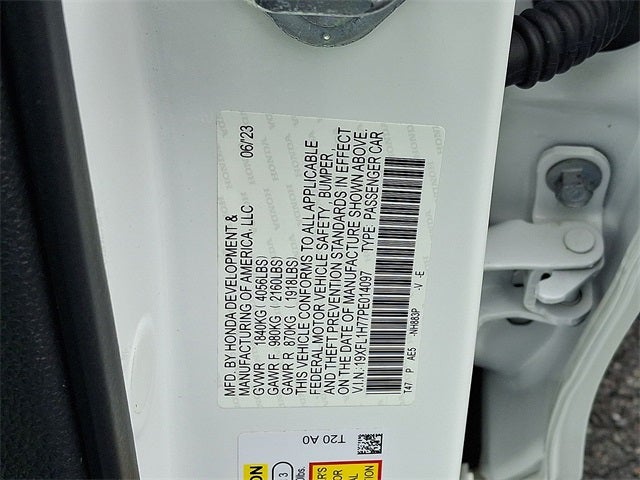 MFD. BY HONDA DEVELOPMENT &
MANUFACTURING OF AMERICA, LLC 06/23
GVWR 1840KG (4056LBS)
GAWR F 980KG (2160LBS)
GAWR R 870KG (1918LBS)
THIS VEHICLE CONFORMS TO ALL APPLICABLE
FEDERAL MOTOR VEHICLE SAFETY, BUMPER,
AND THEFT PREVENTION STANDARDS IN EFFECT
ON THE DATE OF MANUFACTURE SHOWN ABOVE.
V.I.N: 19XFL1H77PE014097 TYPE: PASSENGER CAR
T47 P AE5 -NH883P -V -E
T20 A0